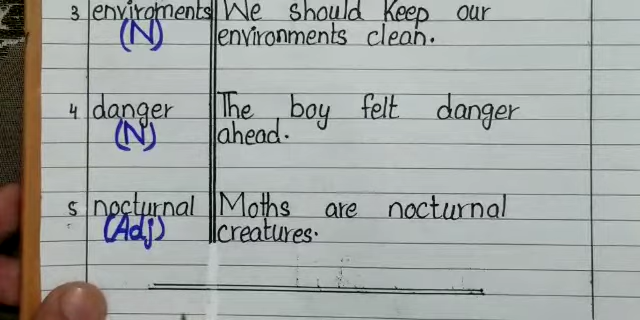 3 enviroments We should Keep our
(N) environments clean.
4 danger The boy felt danger
(N) ahead.
5 nocturnal Moths are nocturnal
(Adj) creatures.